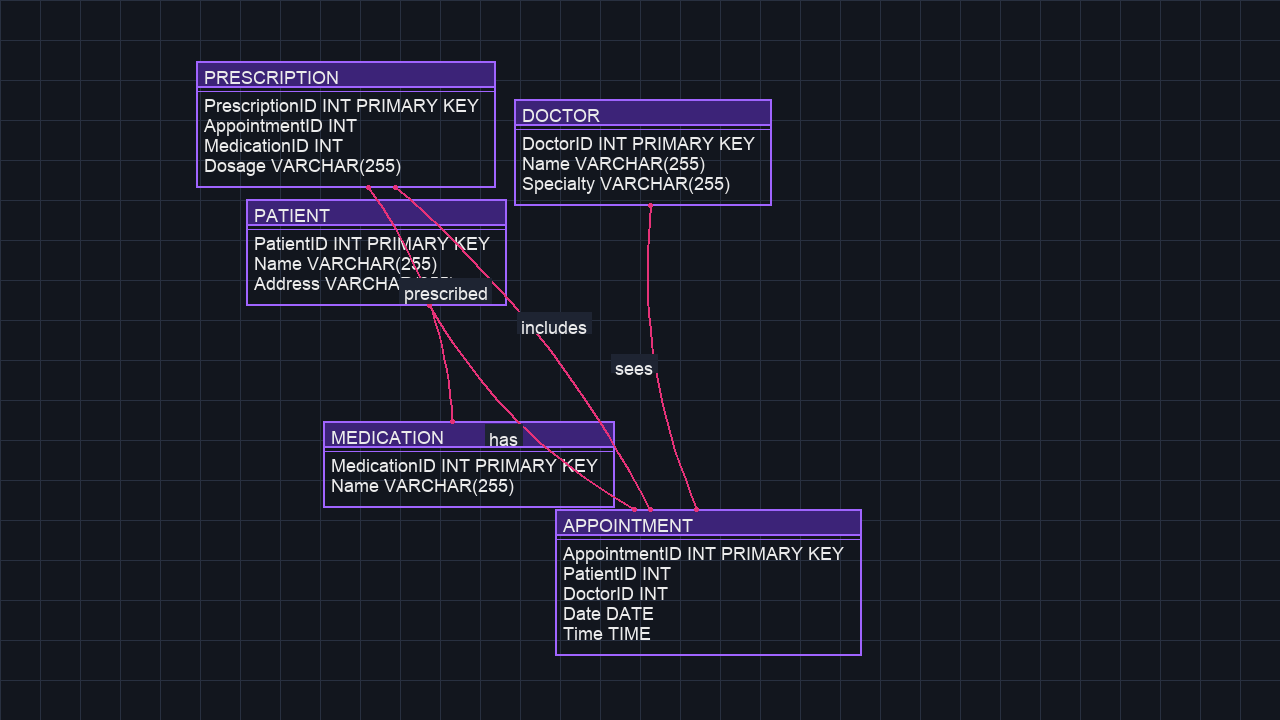 PRESCRIPTION
PrescriptionID INT PRIMARY KEY
AppointmentID INT
MedicationID INT
Dosage VARCHAR(255)
DOCTOR
DoctorID INT PRIMARY KEY
Name VARCHAR(255)
Specialty VARCHAR(255)
PATIENT
PatientID INT PRIMARY KEY
Name VARCHAR(255)
Address VARCHAR(255)
prescribed
includes
sees
MEDICATION
has
MedicationID INT PRIMARY KEY
Name VARCHAR(255)
APPOINTMENT
AppointmentID INT PRIMARY KEY
PatientID INT
DoctorID INT
Date DATE
Time TIME